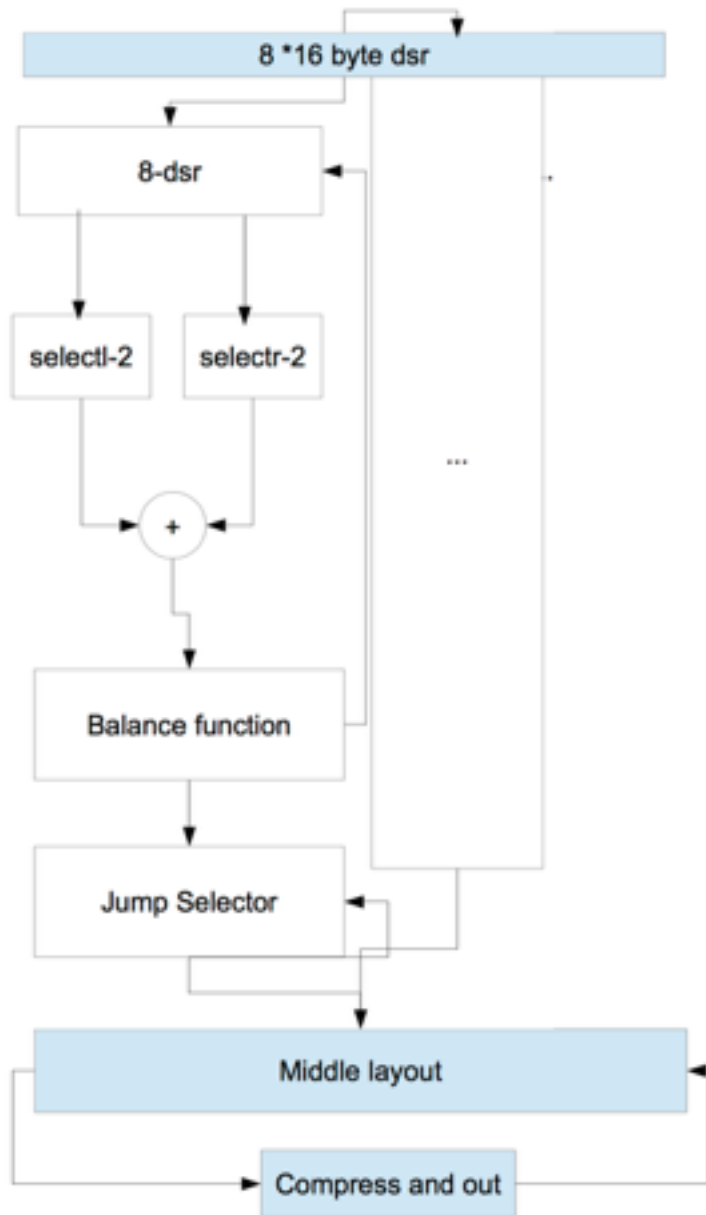 8 *16 byte dsr
8-dsr
.
selectl-2
selectr-2
...
+
Balance function
Jump Selector
Middle layout
Compress and out